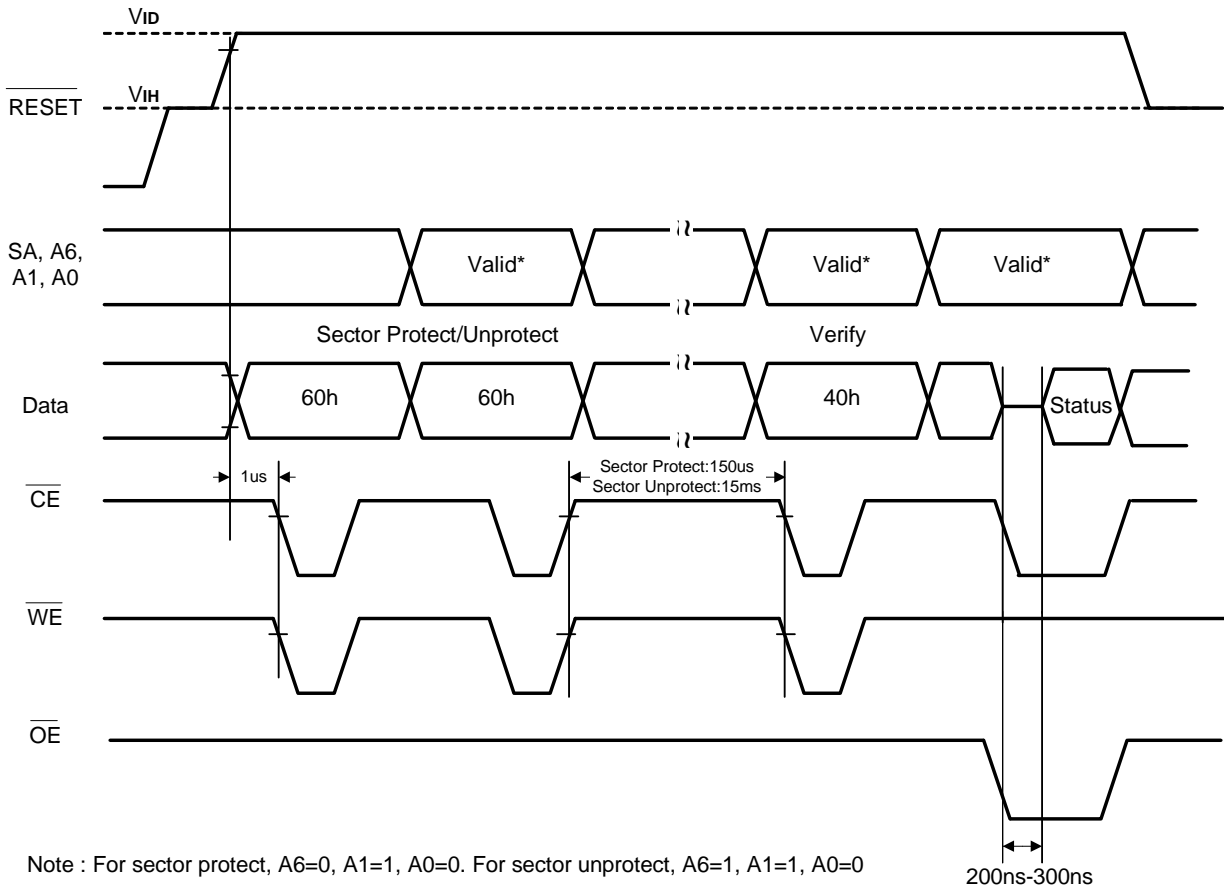 VID
VIH
RESET
SA, A6,
A1, A0
Valid*
Valid*
Valid*
Sector Protect/Unprotect
Verify
Data
60h
60h
40h
Status
1us
Sector Protect:150us
Sector Unprotect:15ms
CE
WE
OE
Note : For sector protect, A6=0, A1=1, A0=0. For sector unprotect, A6=1, A1=1, A0=0
200ns-300ns